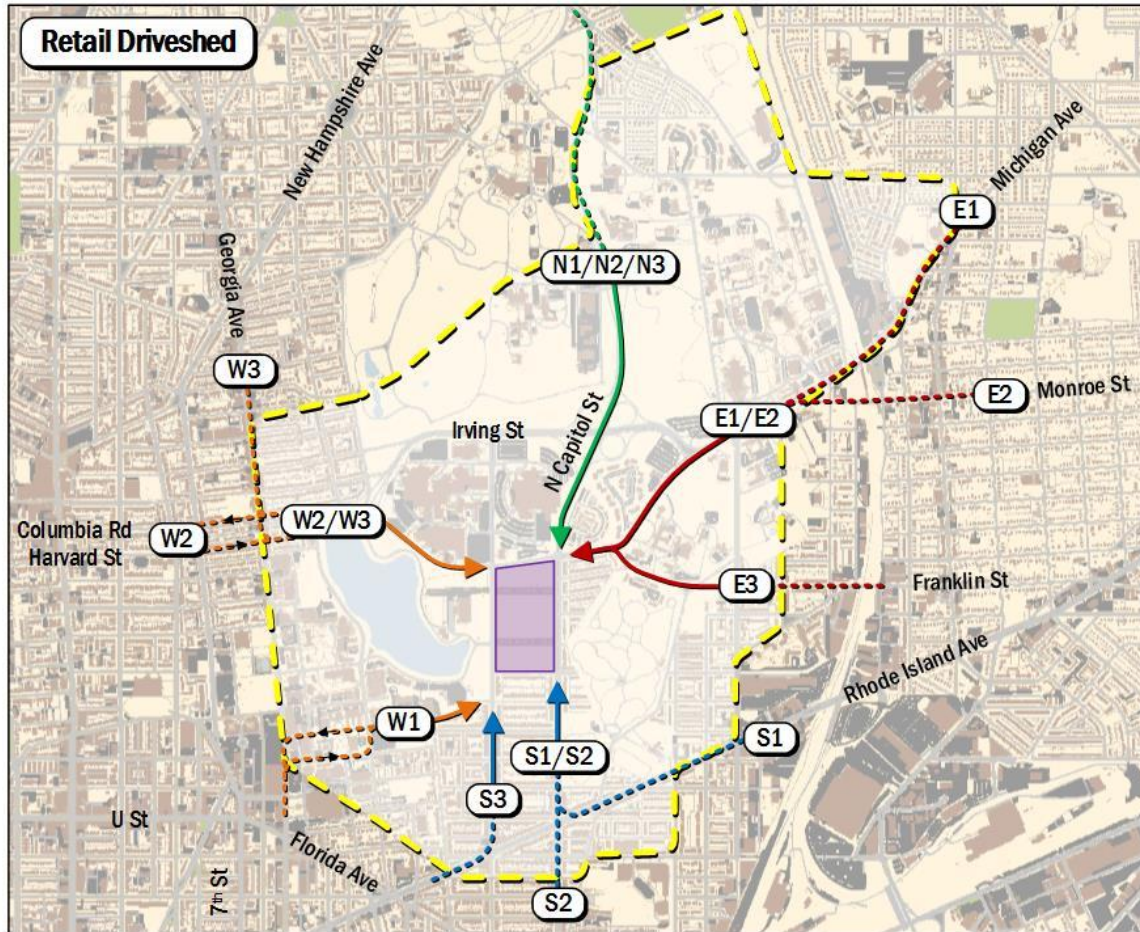 Retail Driveshed
New Hampshire Ave
Michigan Ave
E1
N1/N2/N3
Georgia Ave
W3
E2
Monroe St
E1/E2
Irving St
N Capitol St
Columbia Rd
Harvard St
W2
W2/W3
E3
Franklin St
Rhode Island Ave
W1
S1
S1/S2
S3
U St
Florida Ave
7th St
S2